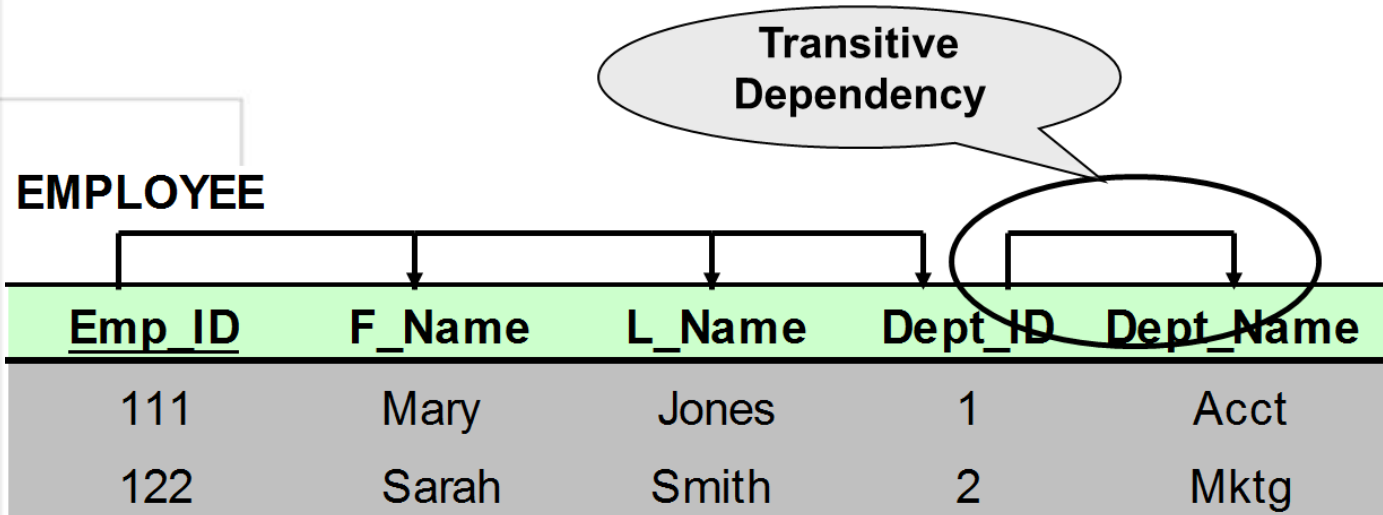 Transitive
Dependency
EMPLOYEE
Emp_ID F_Name L_Name Dept_ID Dept_Name
111 Mary Jones 1 Acct
122 Sarah Smith 2 Mktg